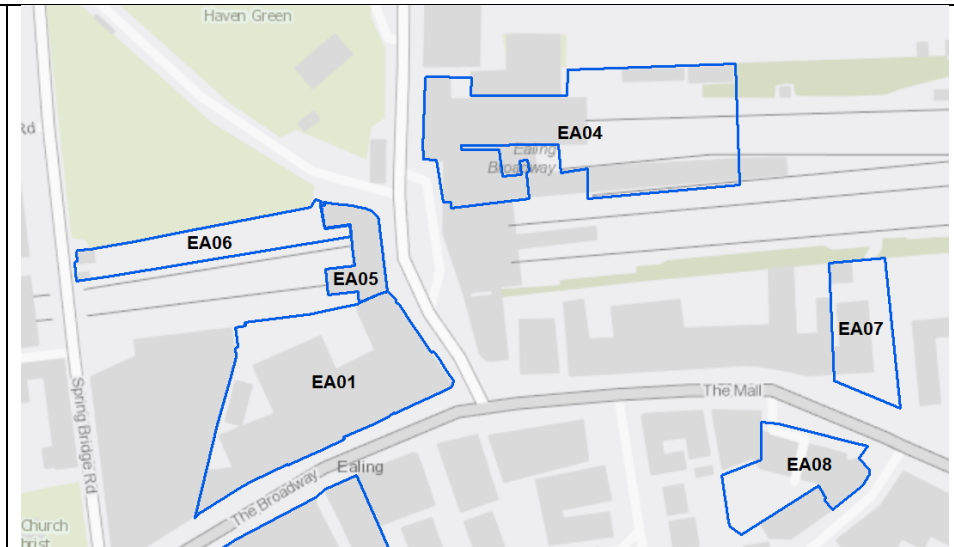 Haven Green
Rd
EA04
Ealing
Broadway
EA06
EA05
EA07
EA01
Spring Bridge Rd
The Mall
Ealing
EA08
The Broadway
Church
hrist